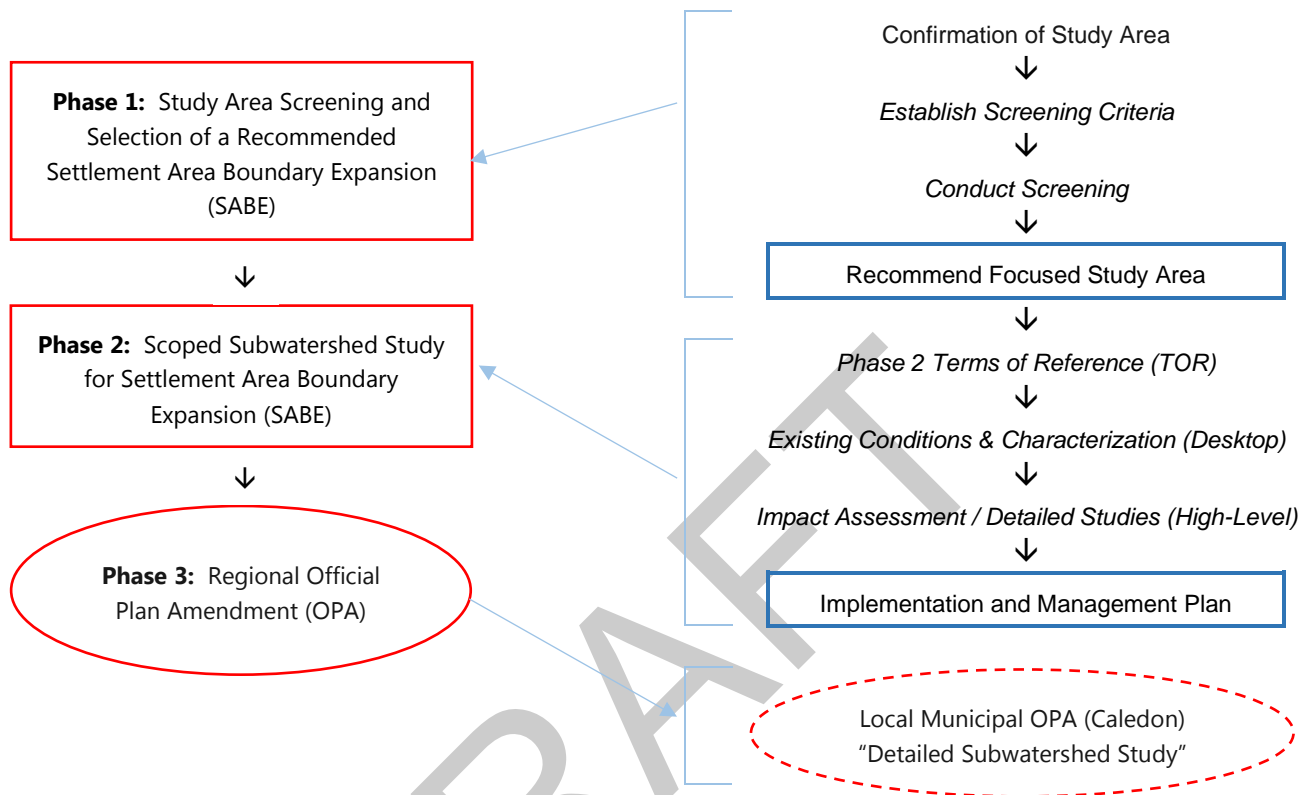 Phase 1: Study Area Screening and
Selection of a Recommended
Settlement Area Boundary Expansion
(SABE)
Phase 2: Scoped Subwatershed Study
for Settlement Area Boundary
Expansion (SABE)
Phase 3: Regional Official
Plan Amendment (OPA)
Confirmation of Study Area
Establish Screening Criteria
Conduct Screening
Recommend Focused Study Area
Phase 2 Terms of Reference (TOR)
Existing Conditions & Characterization (Desktop)
Impact Assessment / Detailed Studies (High-Level)
Implementation and Management Plan
Local Municipal OPA (Caledon)
“Detailed Subwatershed Study”
DRAFT